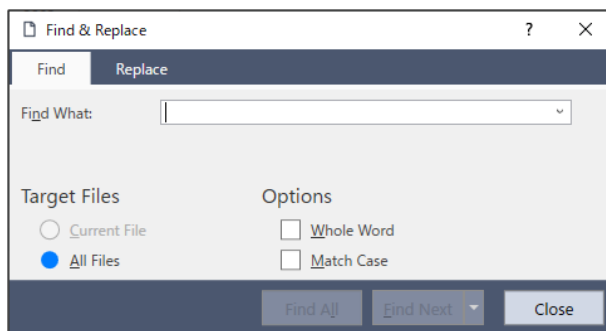 Find & Replace ?
Find Replace
Find What:
Target Files Options
Current File Whole Word
All Files Match Case
Find All Find Next Close